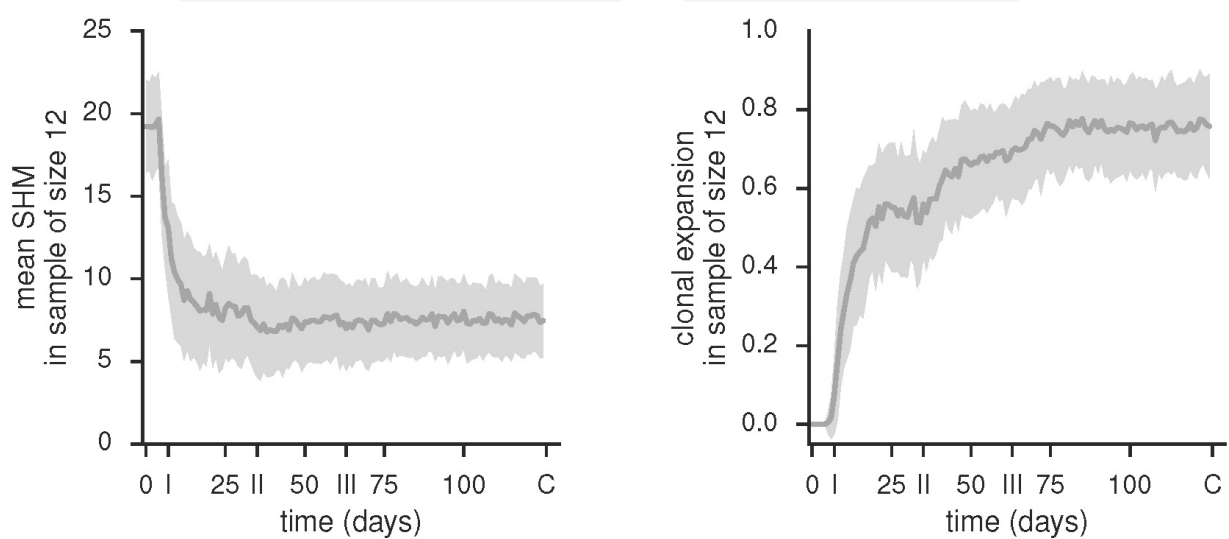 mean SHM
in sample of size 12
25
20
15
10
5
0
0 I 25 II 50 III 75 100 C
time (days)
clonal expansion
in sample of size 12
1.0
0.8
0.6
0.4
0.2
0.0
0 I 25 II 50 III 75 100 C
time (days)